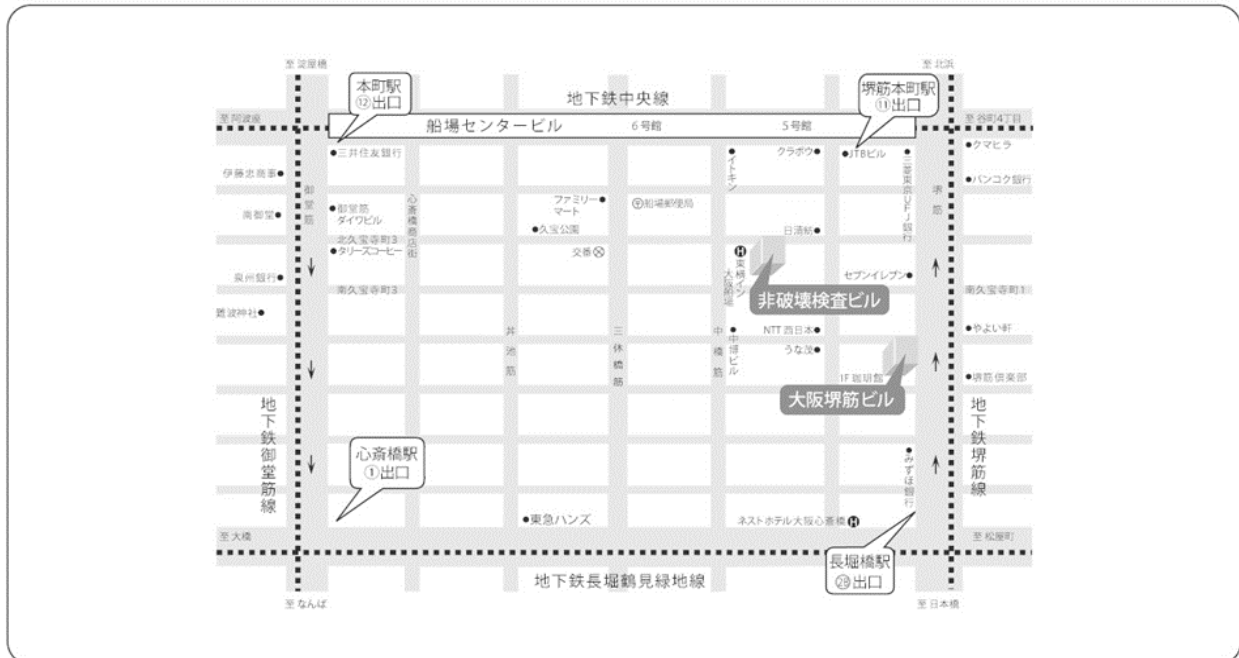 至 淀屋橋
至 北浜
本町駅
⑫出口
地下鉄中央線
堺筋本町駅
⑪出口
至 阿波座
船場センタービル
6号館
5号館
至 谷町4丁目
三井住友銀行
イトキン
クラボウ
JTBビル
三菱東京UFJ銀行
クマヒラ
伊藤忠商事
バンコク銀行
御堂筋
心斎橋商店街
堺筋
南御堂
御堂筋
ダイワビル
ファミリー
マート
〶船場郵便局
久宝公園
日清紡
北久宝寺町3
タリーズコーヒー
交番
H
東横イン
大阪船場
泉州銀行
セブンイレブン
非破壊検査ビル
南久宝寺町3
南久宝寺町1
難波神社
丼池筋
三休橋筋
中橋筋
中博ビル
NTT 西日本
やよい軒
うな茂
IF 珈琲館
堺筋倶楽部
大阪堺筋ビル
地下鉄御堂筋線
地下鉄堺筋線
心斎橋駅
①出口
みずほ銀行
東急ハンズ
ネストホテル大阪心斎橋 H
至 大橋
至 松屋町
長堀橋駅
出口
地下鉄長堀鶴見緑地線
至 なんば
至 日本橋